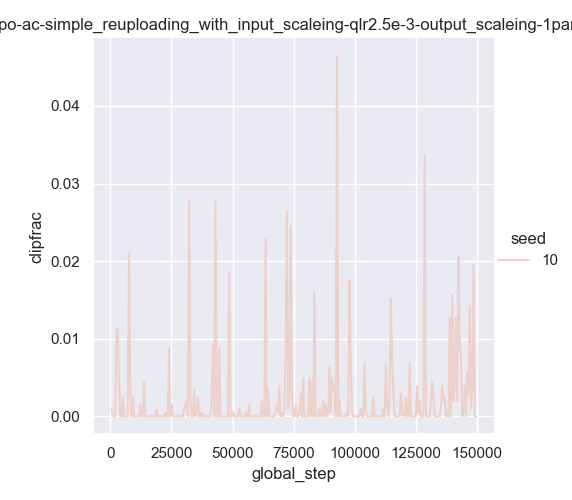 po-ac-simple_reuploading_with_input_scaleing-qlr2.5e-3-output_scaleing-1par
0.04
0.03
0.02
0.01
0.00
clipfrac
seed
10
0 25000 50000 75000 100000 125000 150000
global_step